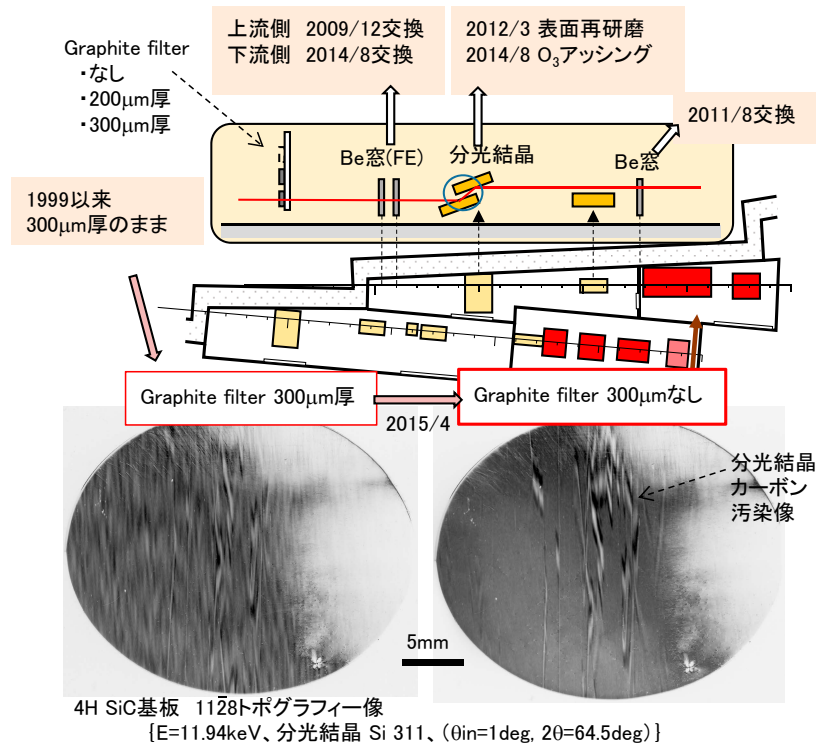 上流側 2009/12交換
下流側 2014/8交換
2012/3 表面再研磨
2014/8 O₃アッシング
Graphite filter
・なし
・200μm厚
・300μm厚
2011/8交換
Be窓(FE)
分光結晶
Be窓
1999以来
300μm厚のまま
Graphite filter 300μm厚
Graphite filter 300μmなし
2015/4
分光結晶
カーボン
汚染像
5mm
4H SiC基板 112̄8トポグラフィー像
{E=11.94keV、分光結晶 Si 311、(θin=1deg, 2θ=64.5deg)}